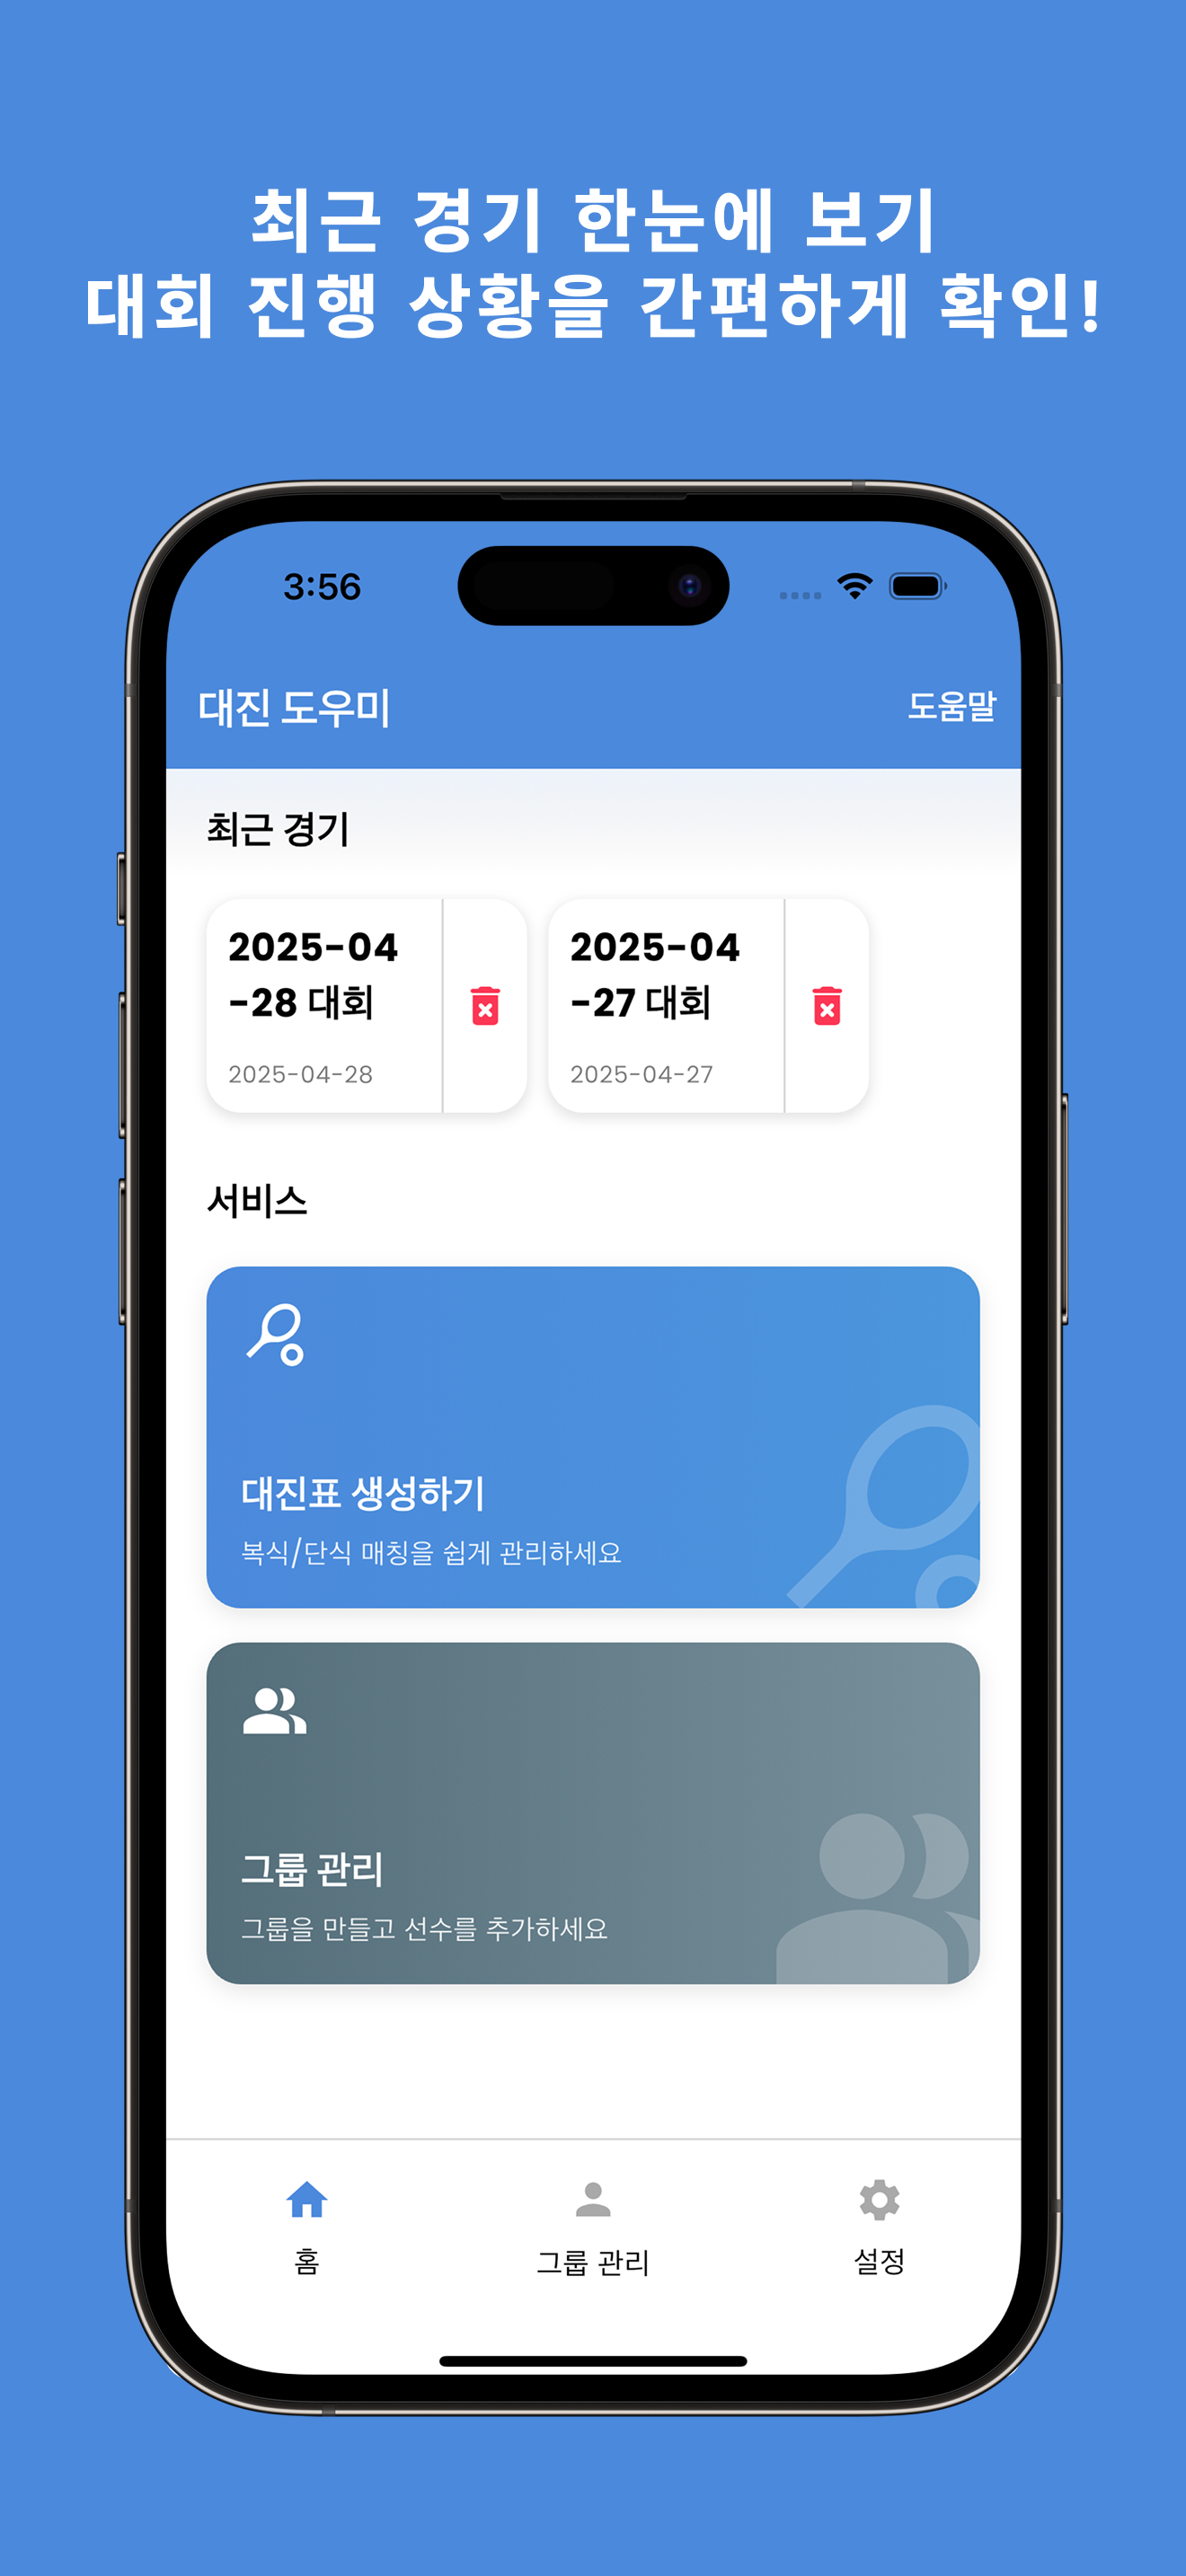 최근 경기 한눈에 보기
대회 진행 상황을 간편하게 확인!
3:56
대진 도우미
도움말
최근 경기
2025-04
-28 대회
2025-04-28
2025-04
-27 대회
2025-04-27
서비스
대진표 생성하기
복식/단식 매칭을 쉽게 관리하세요
그룹 관리
그룹을 만들고 선수를 추가하세요
홈
그룹 관리
설정